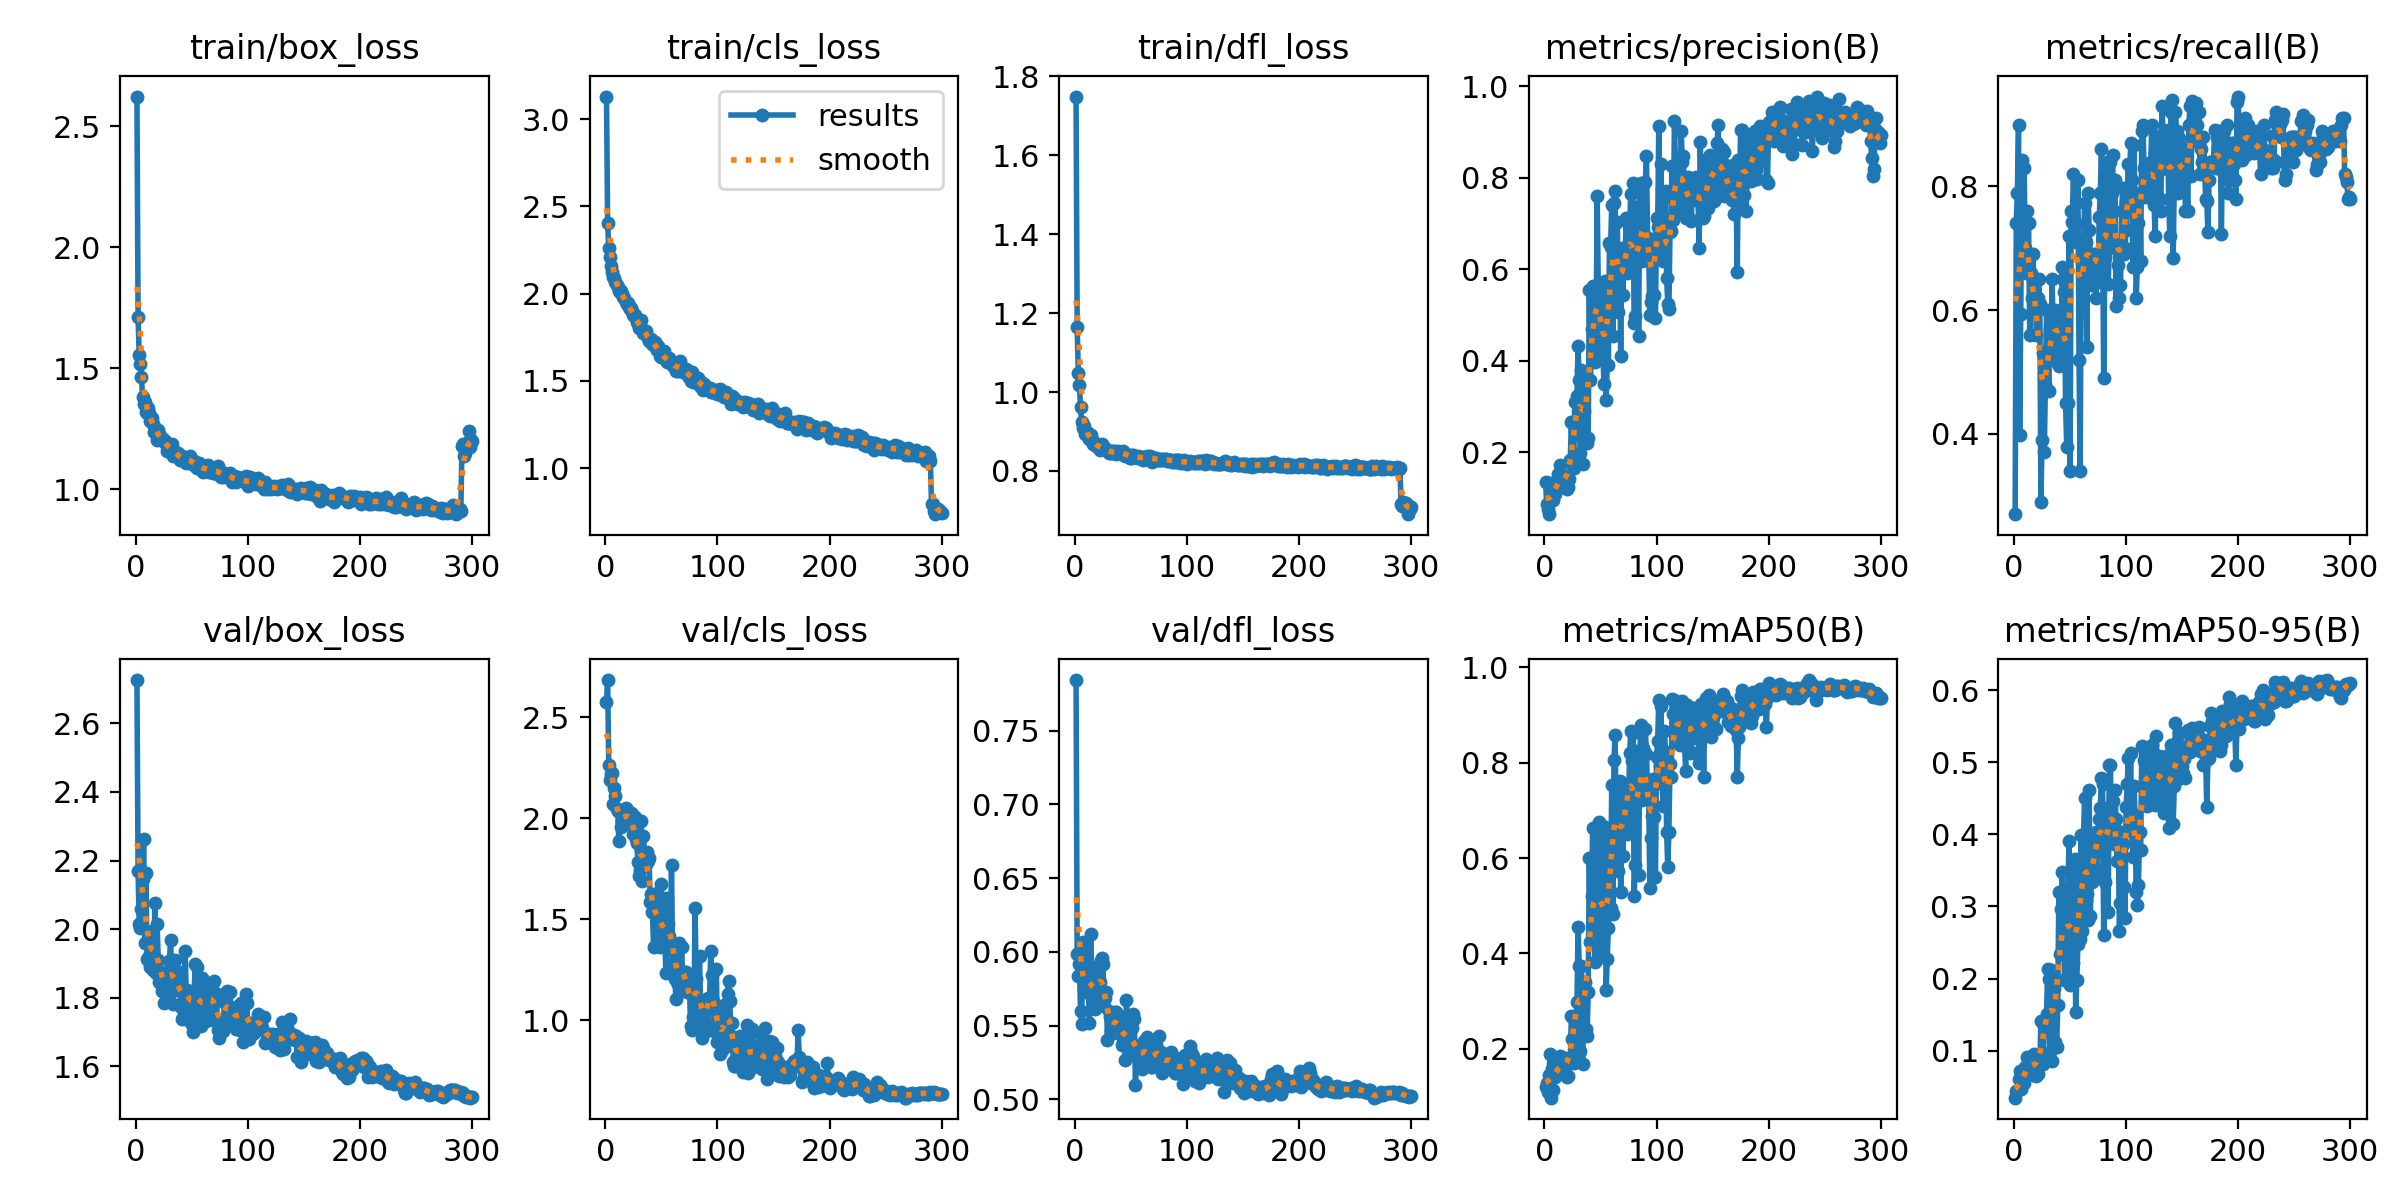 train/box_loss
train/cls_loss
train/dfl_loss
metrics/precision(B)
metrics/recall(B)
2.5
2.0
1.5
1.0
0 100 200 300
3.0
2.5
2.0
1.5
1.0
0 100 200 300
results
smooth
1.8
1.6
1.4
1.2
1.0
0.8
0 100 200 300
1.0
0.8
0.6
0.4
0.2
0 100 200 300
0.8
0.6
0.4
0 100 200 300
val/box_loss
val/cls_loss
val/dfl_loss
metrics/mAP50(B)
metrics/mAP50-95(B)
2.6
2.4
2.2
2.0
1.8
1.6
0 100 200 300
2.5
2.0
1.5
1.0
0 100 200 300
0.75
0.70
0.65
0.60
0.55
0.50
0 100 200 300
1.0
0.8
0.6
0.4
0.2
0 100 200 300
0.6
0.5
0.4
0.3
0.2
0.1
0 100 200 300